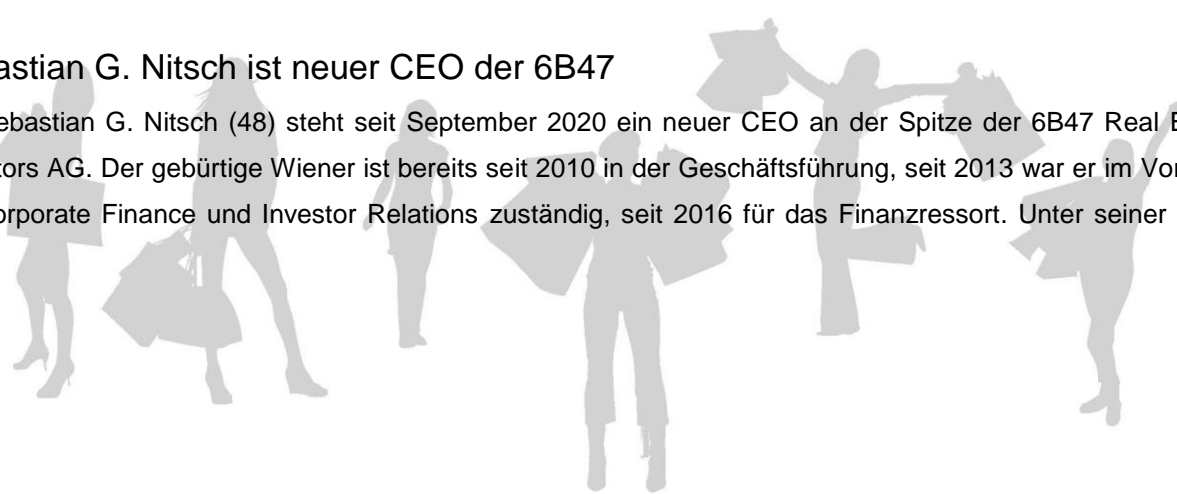 astian G. Nitsch ist neuer CEO der 6B47
ebastian G. Nitsch (48) steht seit September 2020 ein neuer CEO an der Spitze der 6B47 Real E
tors AG. Der gebürtige Wiener ist bereits seit 2010 in der Geschäftsführung, seit 2013 war er im Vor
orporate Finance und Investor Relations zuständig, seit 2016 für das Finanzressort. Unter seiner